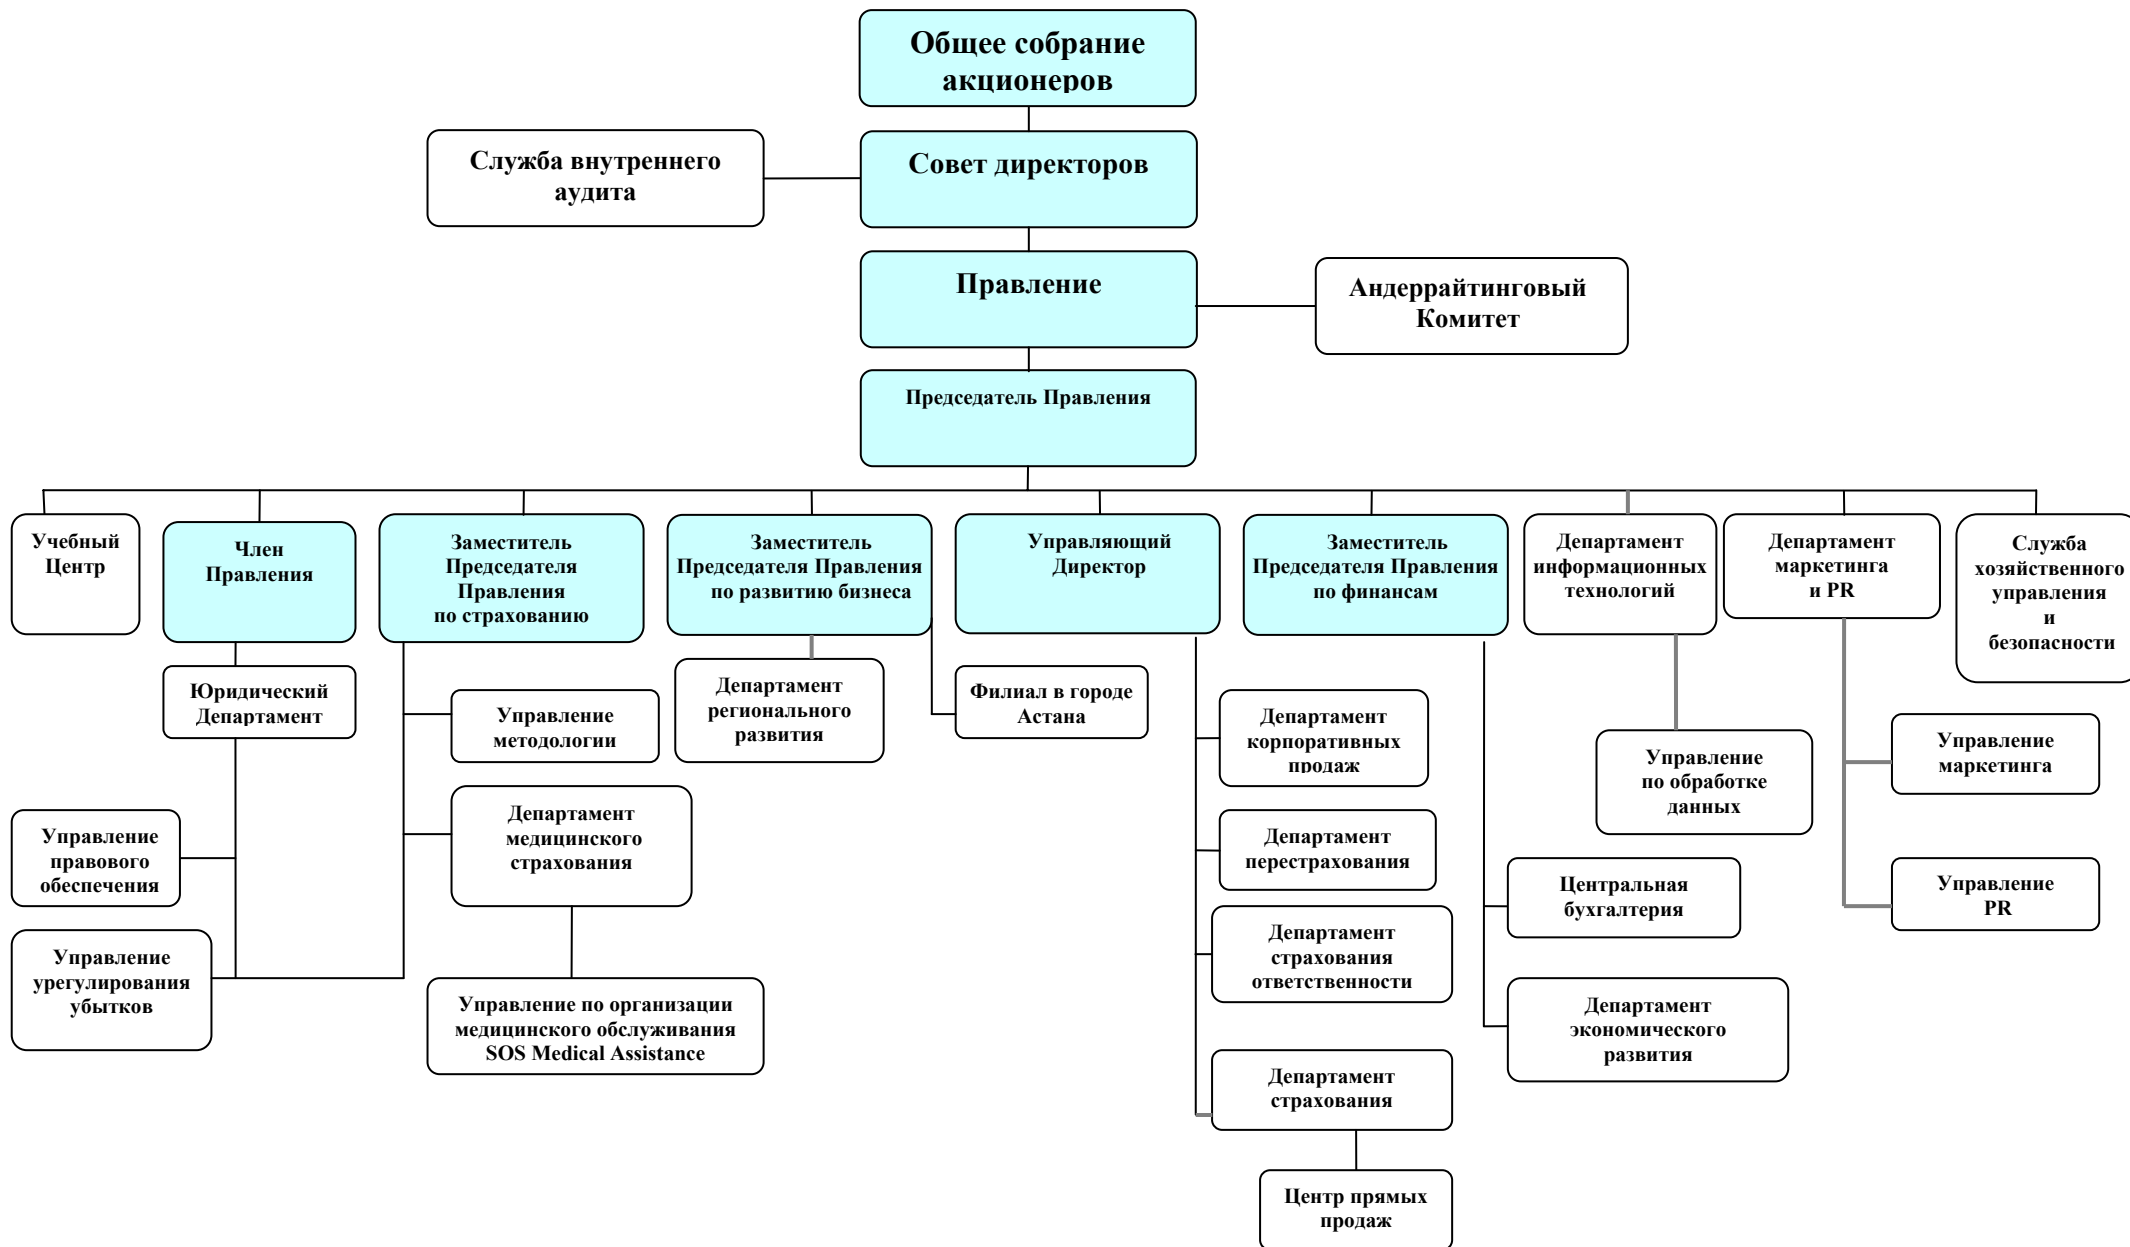 Общее собрание
акционеров
Служба внутреннего
аудита
Совет директоров
Правление
Андеррайтинговый
Комитет
Председатель Правления
Учебный
Центр
Член
Правления
Заместитель
Председателя
Правления
по страхованию
Заместитель
Председателя Правления
по развитию бизнеса
Управляющий
Директор
Заместитель
Председателя Правления
по финансам
Департамент
информационных
технологий
Департамент
маркетинга
и PR
Служба
хозяйственного
управления
и
безопасности
Юридический
Департамент
Управление
методологии
Департамент
регионального
развития
Филиал в городе
Астана
Департамент
корпоративных
продаж
Управление
по обработке
данных
Управление
маркетинга
Управление
правового
обеспечения
Департамент
медицинского
страхования
Департамент
перестрахования
Центральная
бухгалтерия
Управление
PR
Управление
урегулирования
убытков
Управление по организации
медицинского обслуживания
SOS Medical Assistance
Департамент
страхования
ответственности
Департамент
экономического
развития
Департамент
страхования
Центр прямых
продаж